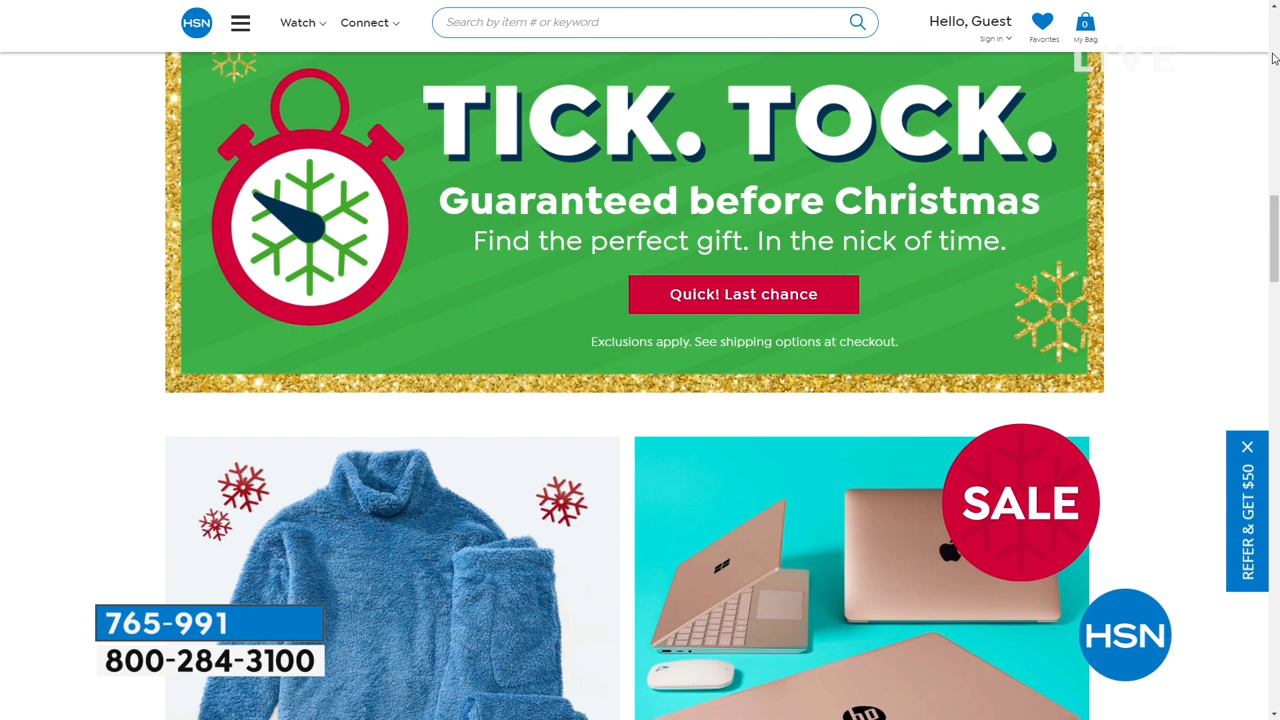 HSN
Watch
Connect
Search by item # or keyword
Hello, Guest
Sign In
Favorites
0
My Bag
LIVE
TICK. TOCK.
Guaranteed before Christmas
Find the perfect gift. In the nick of time.
Quick! Last chance
Exclusions apply. See shipping options at checkout.
SALE
REFER & GET $50
hp
765-991
800-284-3100
HSN